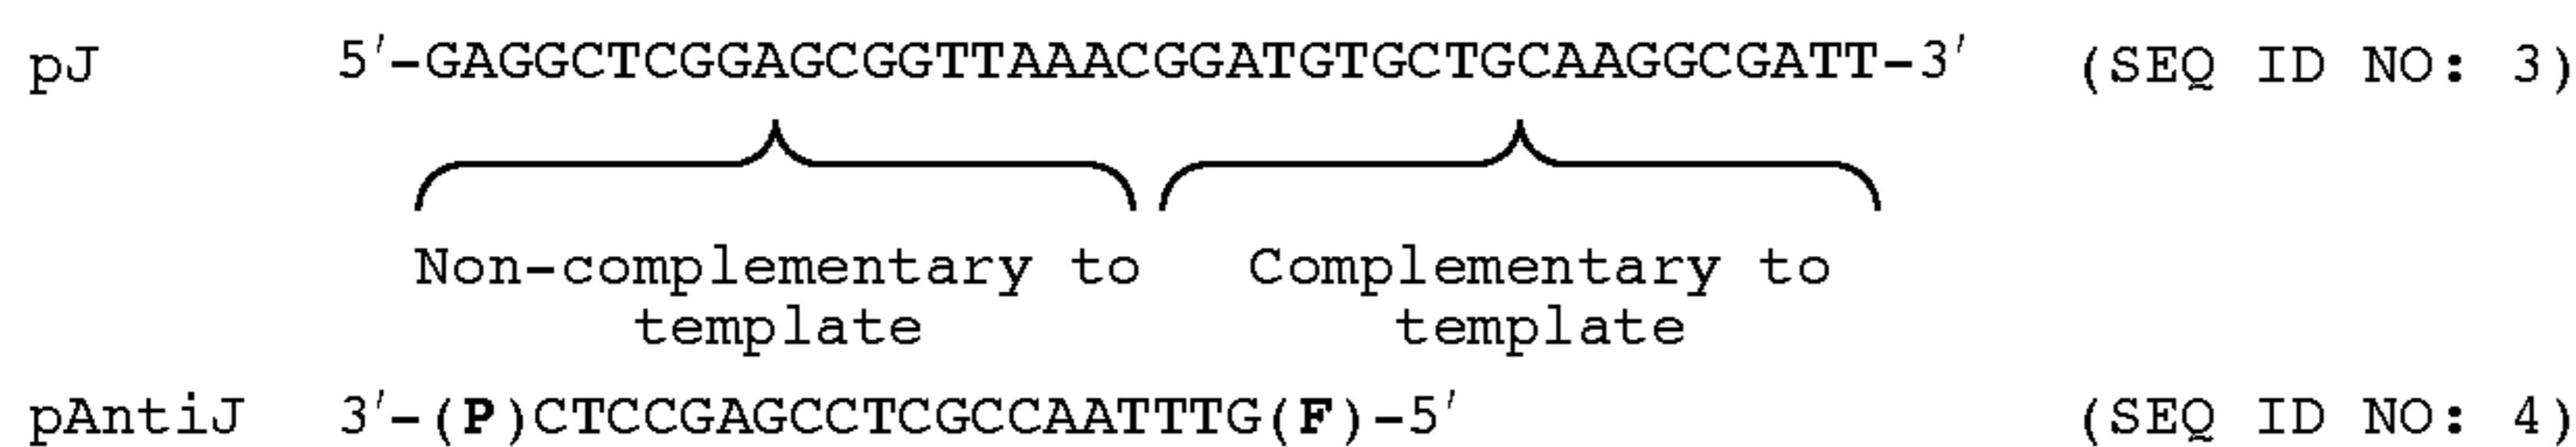 pJ 5′-GAGGCTCGGAGCGGTTAAACGGATGTGCTGCAAGGCGATT-3′ (SEQ ID NO: 3)
Non-complementary to template
Complementary to template
pAntiJ 3′-(P)CTCCGAGCCTCGCCAATTTG(F)-5′ (SEQ ID NO: 4)